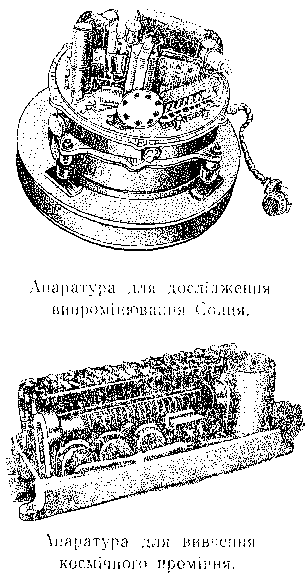 Апаратура для дослідження
випромінювання Сонця.
Апаратура для вивчення
космічного проміння.